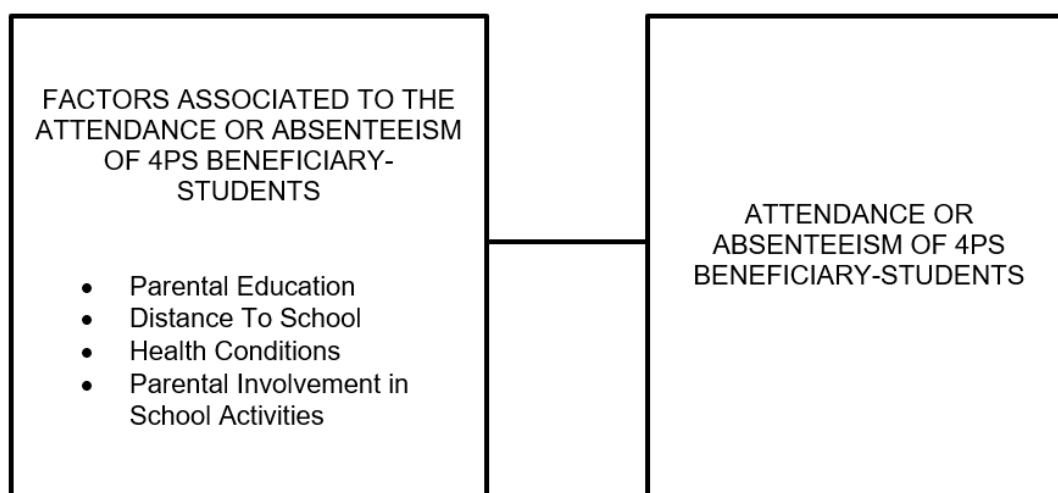 FACTORS ASSOCIATED TO THE
ATTENDANCE OR ABSENTEEISM
OF 4PS BENEFICIARY-
STUDENTS
• Parental Education
• Distance To School
• Health Conditions
• Parental Involvement in
School Activities
ATTENDANCE OR
ABSENTEEISM OF 4PS
BENEFICIARY-STUDENTS